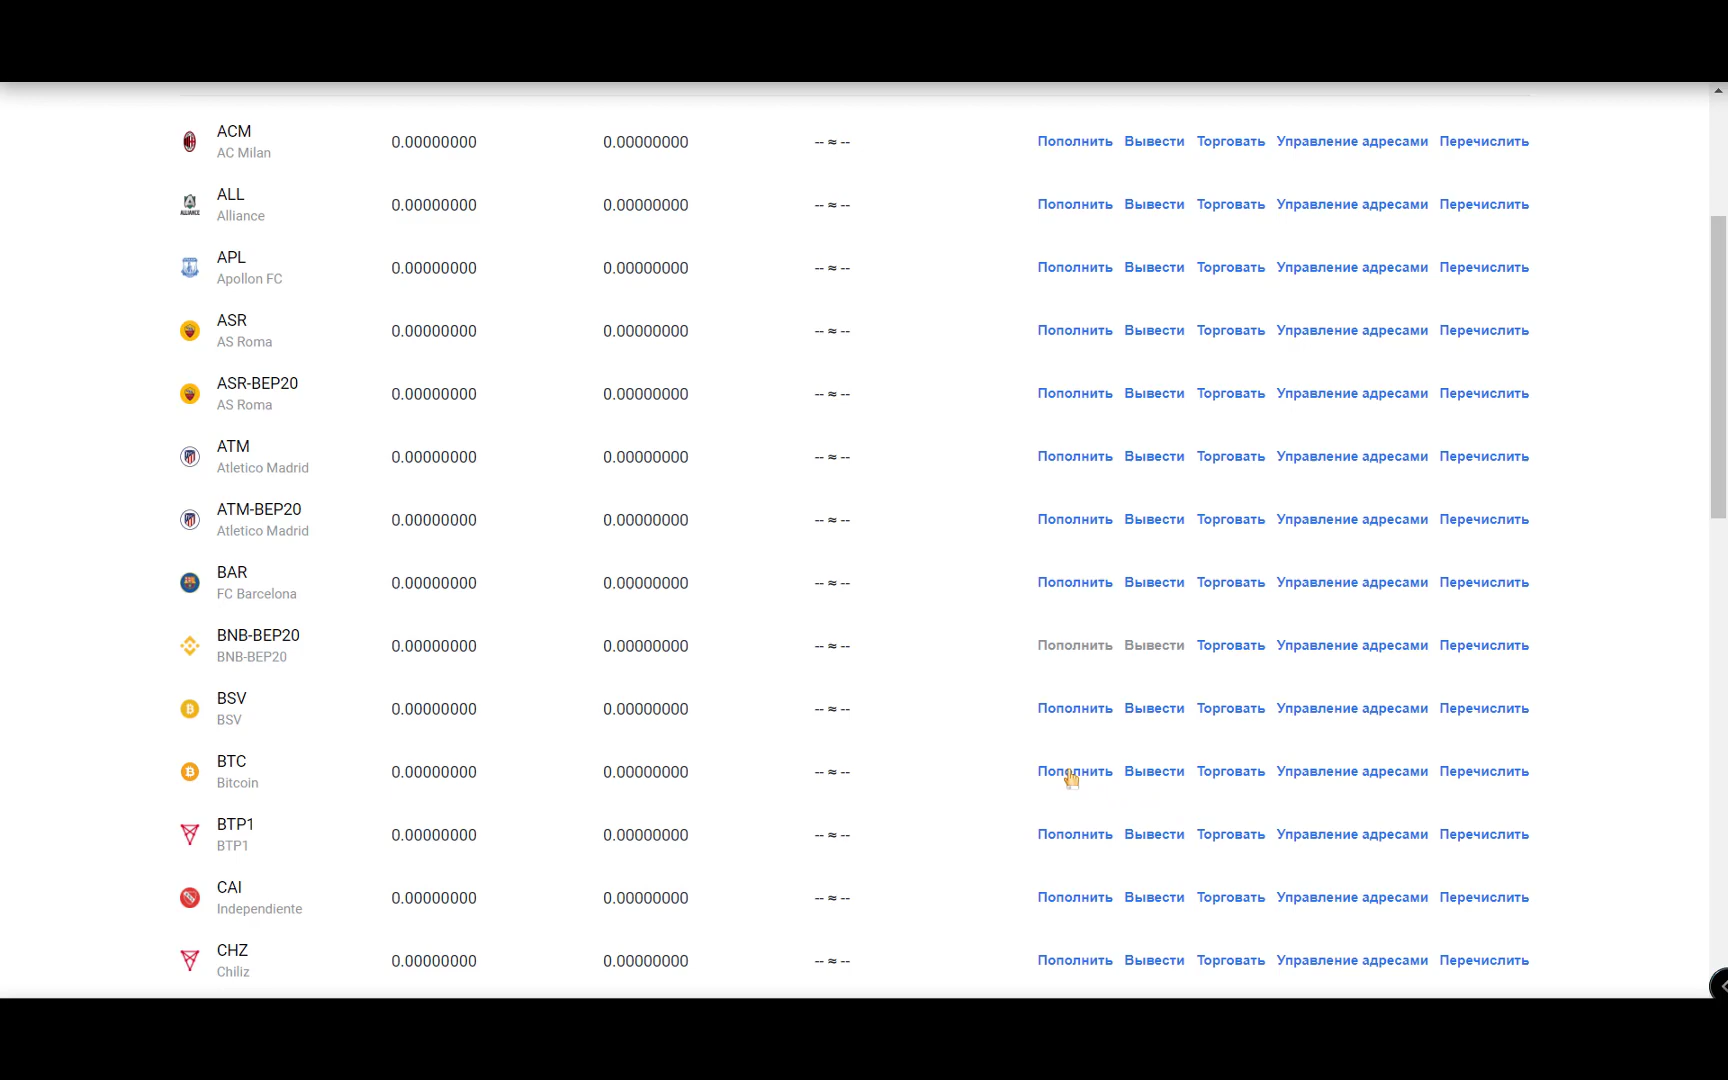 ACM
AC Milan
0.00000000 0.00000000 -- ≈ -- Пополнить Вывести Торговать Управление адресами Перечислить
ALL
Alliance
0.00000000 0.00000000 -- ≈ -- Пополнить Вывести Торговать Управление адресами Перечислить
APL
Apollon FC
0.00000000 0.00000000 -- ≈ -- Пополнить Вывести Торговать Управление адресами Перечислить
ASR
AS Roma
0.00000000 0.00000000 -- ≈ -- Пополнить Вывести Торговать Управление адресами Перечислить
ASR-BEP20
AS Roma
0.00000000 0.00000000 -- ≈ -- Пополнить Вывести Торговать Управление адресами Перечислить
ATM
Atletico Madrid
0.00000000 0.00000000 -- ≈ -- Пополнить Вывести Торговать Управление адресами Перечислить
ATM-BEP20
Atletico Madrid
0.00000000 0.00000000 -- ≈ -- Пополнить Вывести Торговать Управление адресами Перечислить
BAR
FC Barcelona
0.00000000 0.00000000 -- ≈ -- Пополнить Вывести Торговать Управление адресами Перечислить
BNB-BEP20
BNB-BEP20
0.00000000 0.00000000 -- ≈ -- Пополнить Вывести Торговать Управление адресами Перечислить
BSV
BSV
0.00000000 0.00000000 -- ≈ -- Пополнить Вывести Торговать Управление адресами Перечислить
BTC
Bitcoin
0.00000000 0.00000000 -- ≈ -- Пополнить Вывести Торговать Управление адресами Перечислить
BTP1
BTP1
0.00000000 0.00000000 -- ≈ -- Пополнить Вывести Торговать Управление адресами Перечислить
CAI
Independiente
0.00000000 0.00000000 -- ≈ -- Пополнить Вывести Торговать Управление адресами Перечислить
CHZ
Chiliz
0.00000000 0.00000000 -- ≈ -- Пополнить Вывести Торговать Управление адресами Перечислить